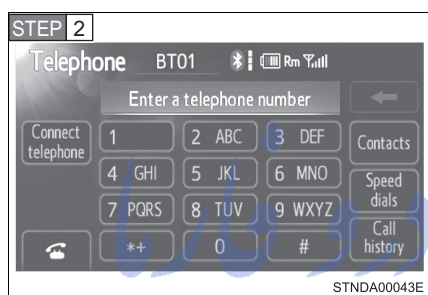 STEP 2
Telephone BT01 Rm
Enter a telephone number
Connect telephone
1
2 ABC
3 DEF
Contacts
4 GHI
5 JKL
6 MNO
Speed dials
7 PQRS
8 TUV
9 WXYZ
Call history
*+
0
#
STNDA00043E